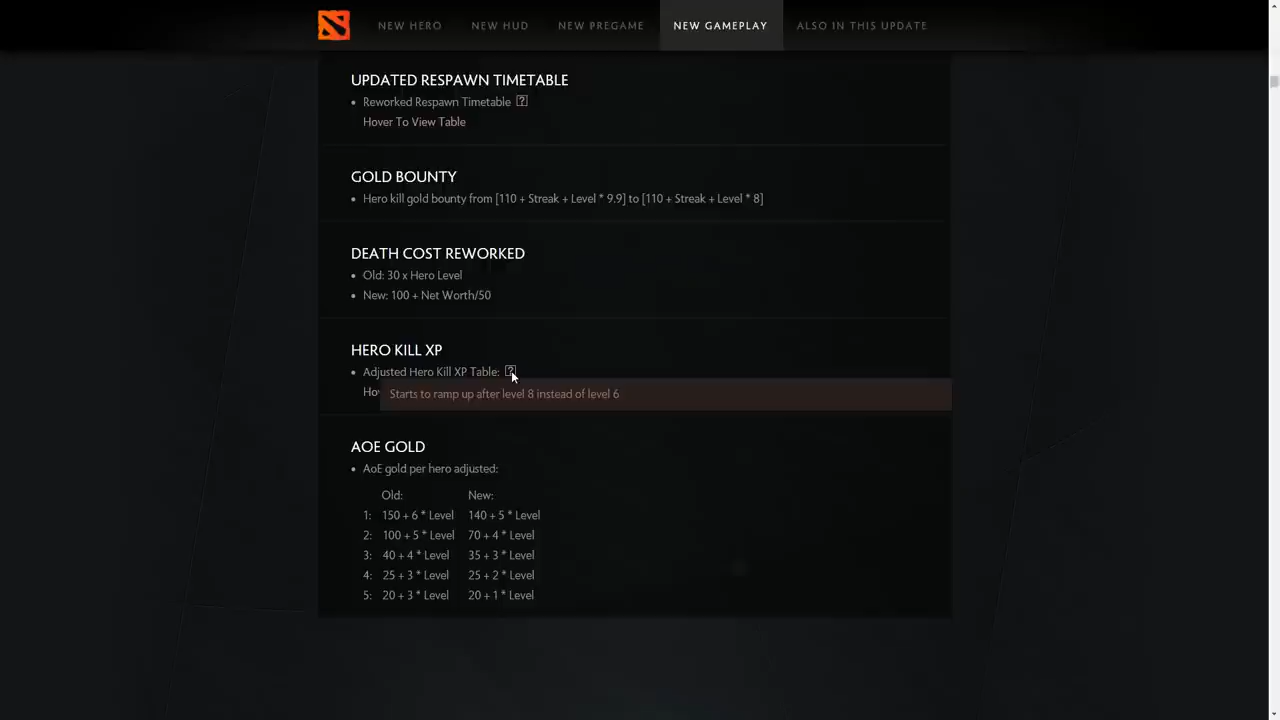 NEW HERO NEW HUD NEW PREGAME NEW GAMEPLAY ALSO IN THIS UPDATE
UPDATED RESPAWN TIMETABLE
• Reworked Respawn Timetable [?]
Hover To View Table
GOLD BOUNTY
• Hero kill gold bounty from [110 + Streak + Level * 9.9] to [110 + Streak + Level * 8]
DEATH COST REWORKED
• Old: 30 x Hero Level
• New: 100 + Net Worth/50
HERO KILL XP
• Adjusted Hero Kill XP Table: [?]
Starts to ramp up after level 8 instead of level 6
AOE GOLD
• AoE gold per hero adjusted:
Old: New:
1: 150 + 6 * Level 140 + 5 * Level
2: 100 + 5 * Level 70 + 4 * Level
3: 40 + 4 * Level 35 + 3 * Level
4: 25 + 3 * Level 25 + 2 * Level
5: 20 + 3 * Level 20 + 1 * Level